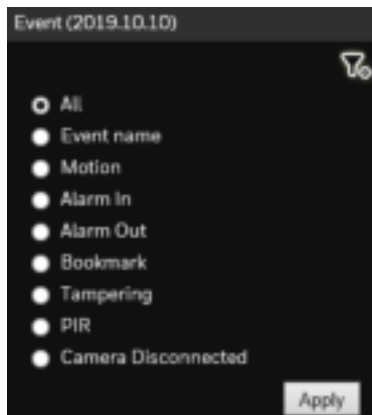 Event (2019.10.10)
All
Event name
Motion
Alarm In
Alarm Out
Bookmark
Tampering
PIR
Camera Disconnected
Apply